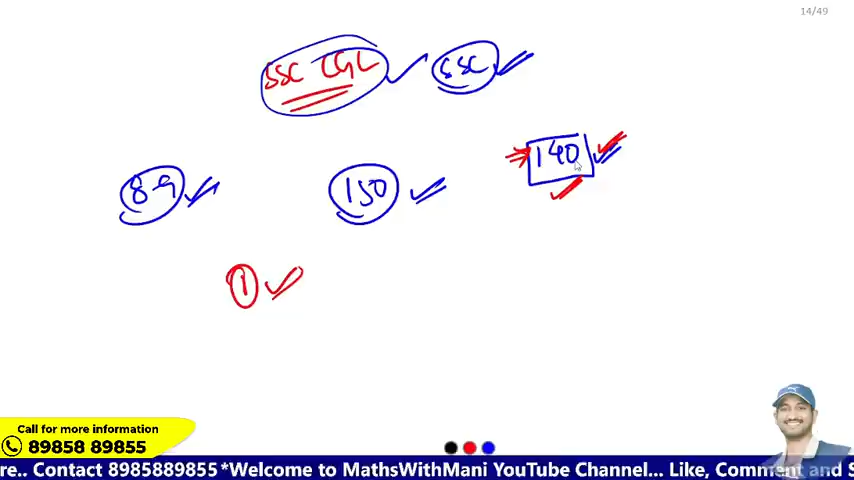 14/49
SSC CGL SSC
140
89 150
1
Call for more information
89858 89855
re.. Contact 8985889855 *Welcome to MathsWithMani YouTube Channel... Like, Comment and S